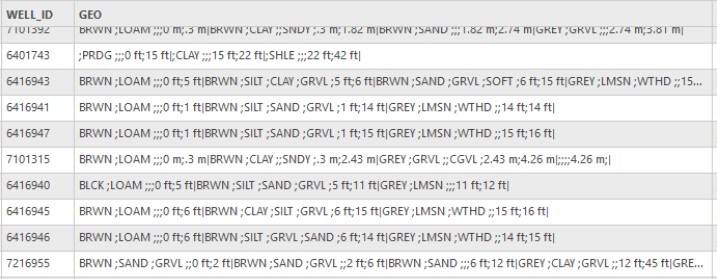 WELL_ID GEO
7101392 BRWN ;LOAM ;;;0 m;.3 m|BRWN ;CLAY ;;SNDY ;.3 m;1.82 m|BRWN ;SAND ;;;1.82 m;2.74 m|GREY ;GRVL ;;;2.74 m;3.81 m|
6401743 ;PRDG ;;;0 ft;15 ft|;CLAY ;;;15 ft;22 ft|;SHLE ;;;22 ft;42 ft|
6416943 BRWN ;LOAM ;;;0 ft;5 ft|BRWN ;SILT ;CLAY ;GRVL ;5 ft;6 ft|BRWN ;SAND ;GRVL ;SOFT ;6 ft;15 ft|GREY ;LMSN ;WTHD ;;15...
6416941 BRWN ;LOAM ;;;0 ft;1 ft|BRWN ;SILT ;SAND ;GRVL ;1 ft;14 ft|GREY ;LMSN ;WTHD ;;14 ft;14 ft|
6416947 BRWN ;LOAM ;;;0 ft;1 ft|BRWN ;SILT ;SAND ;GRVL ;1 ft;15 ft|GREY ;LMSN ;WTHD ;;15 ft;16 ft|
7101315 BRWN ;LOAM ;;;0 m;.3 m|BRWN ;CLAY ;;SNDY ;.3 m;2.43 m|GREY ;GRVL ;;CGVL ;2.43 m;4.26 m|;;;;4.26 m;|
6416940 BLCK ;LOAM ;;;0 ft;5 ft|BRWN ;SILT ;SAND ;GRVL ;5 ft;11 ft|GREY ;LMSN ;;;11 ft;12 ft|
6416945 BRWN ;LOAM ;;;0 ft;6 ft|BRWN ;CLAY ;SILT ;GRVL ;6 ft;15 ft|GREY ;LMSN ;WTHD ;;15 ft;16 ft|
6416946 BRWN ;LOAM ;;;0 ft;6 ft|BRWN ;SILT ;GRVL ;SAND ;6 ft;14 ft|GREY ;LMSN ;WTHD ;;14 ft;15 ft|
7216955 BRWN ;SAND ;GRVL ;;0 ft;2 ft|BRWN ;SAND ;GRVL ;;2 ft;6 ft|BRWN ;SAND ;;;6 ft;12 ft|GREY ;CLAY ;GRVL ;;12 ft;45 ft|GRE...